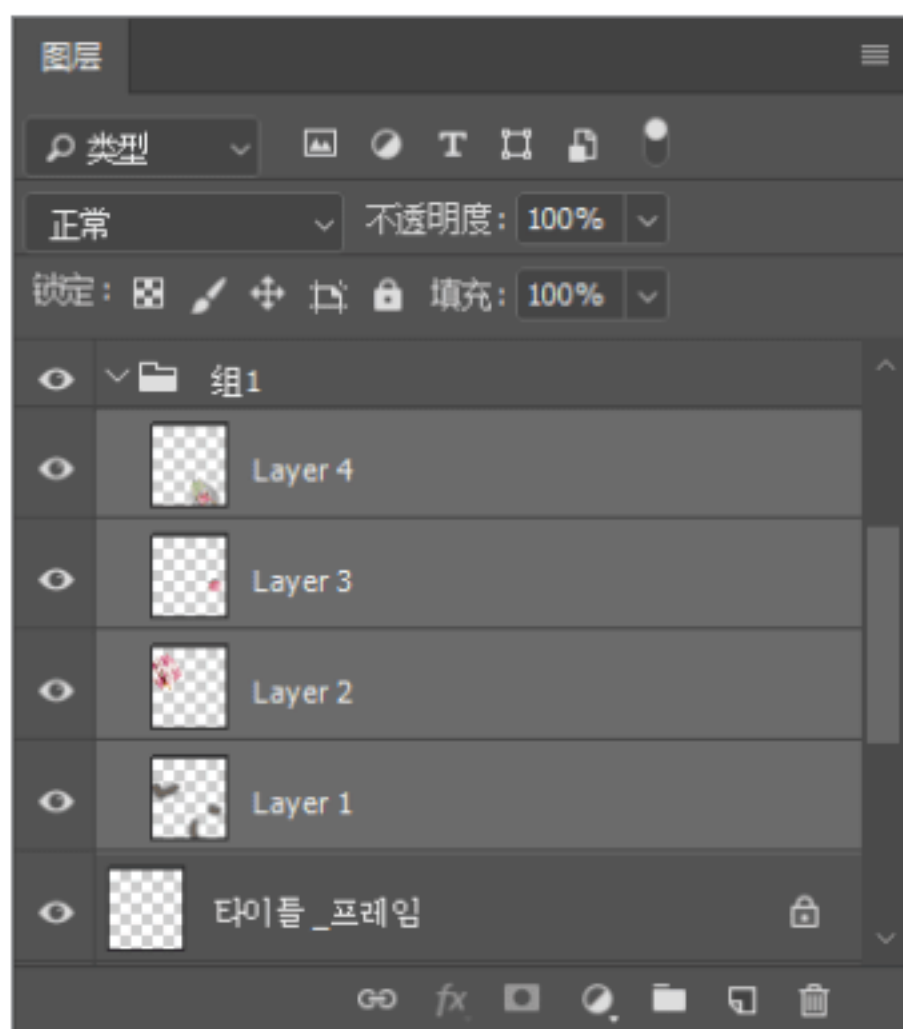 图层
类型
正常 不透明度: 100%
锁定: 填充: 100%
组1
Layer 4
Layer 3
Layer 2
Layer 1
타이틀_프레임
fx